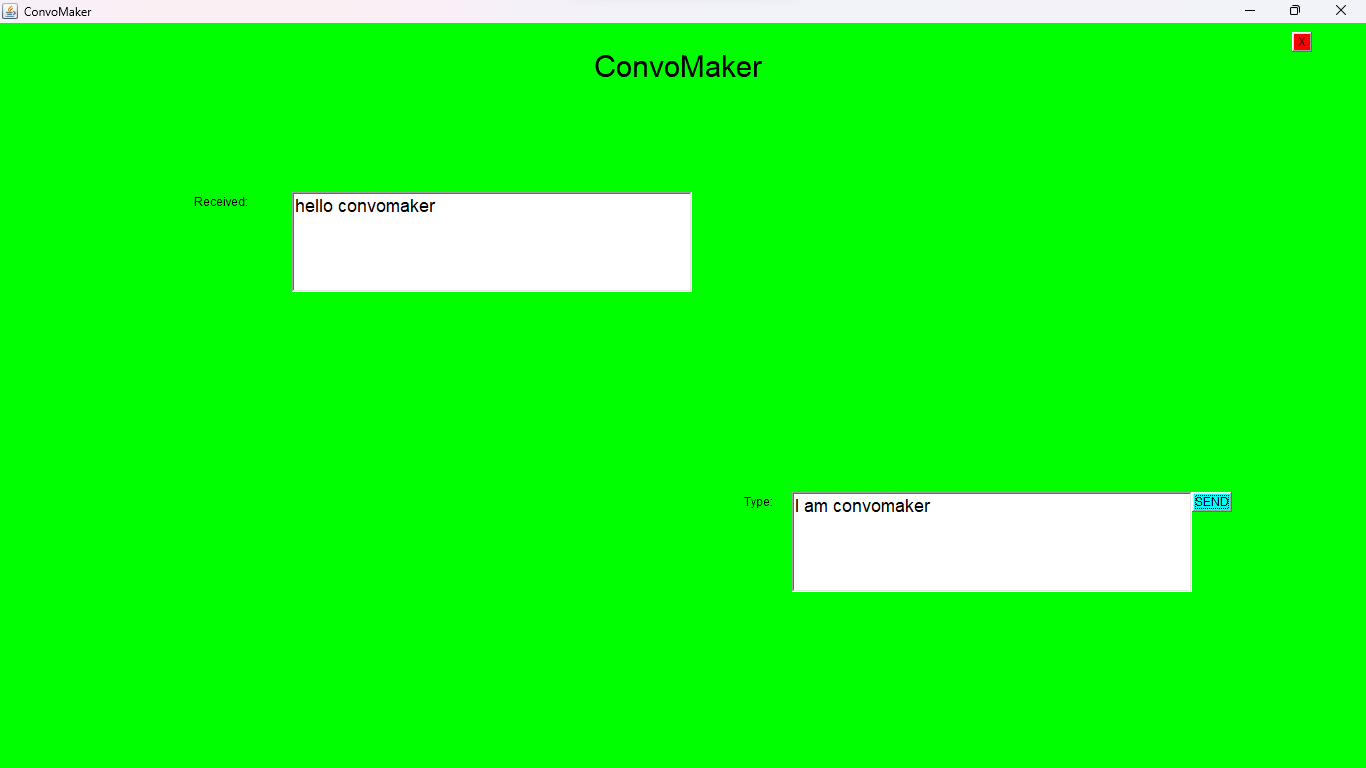 ConvoMaker
X
ConvoMaker
Received:
hello convomaker
Type:
I am convomaker
SEND